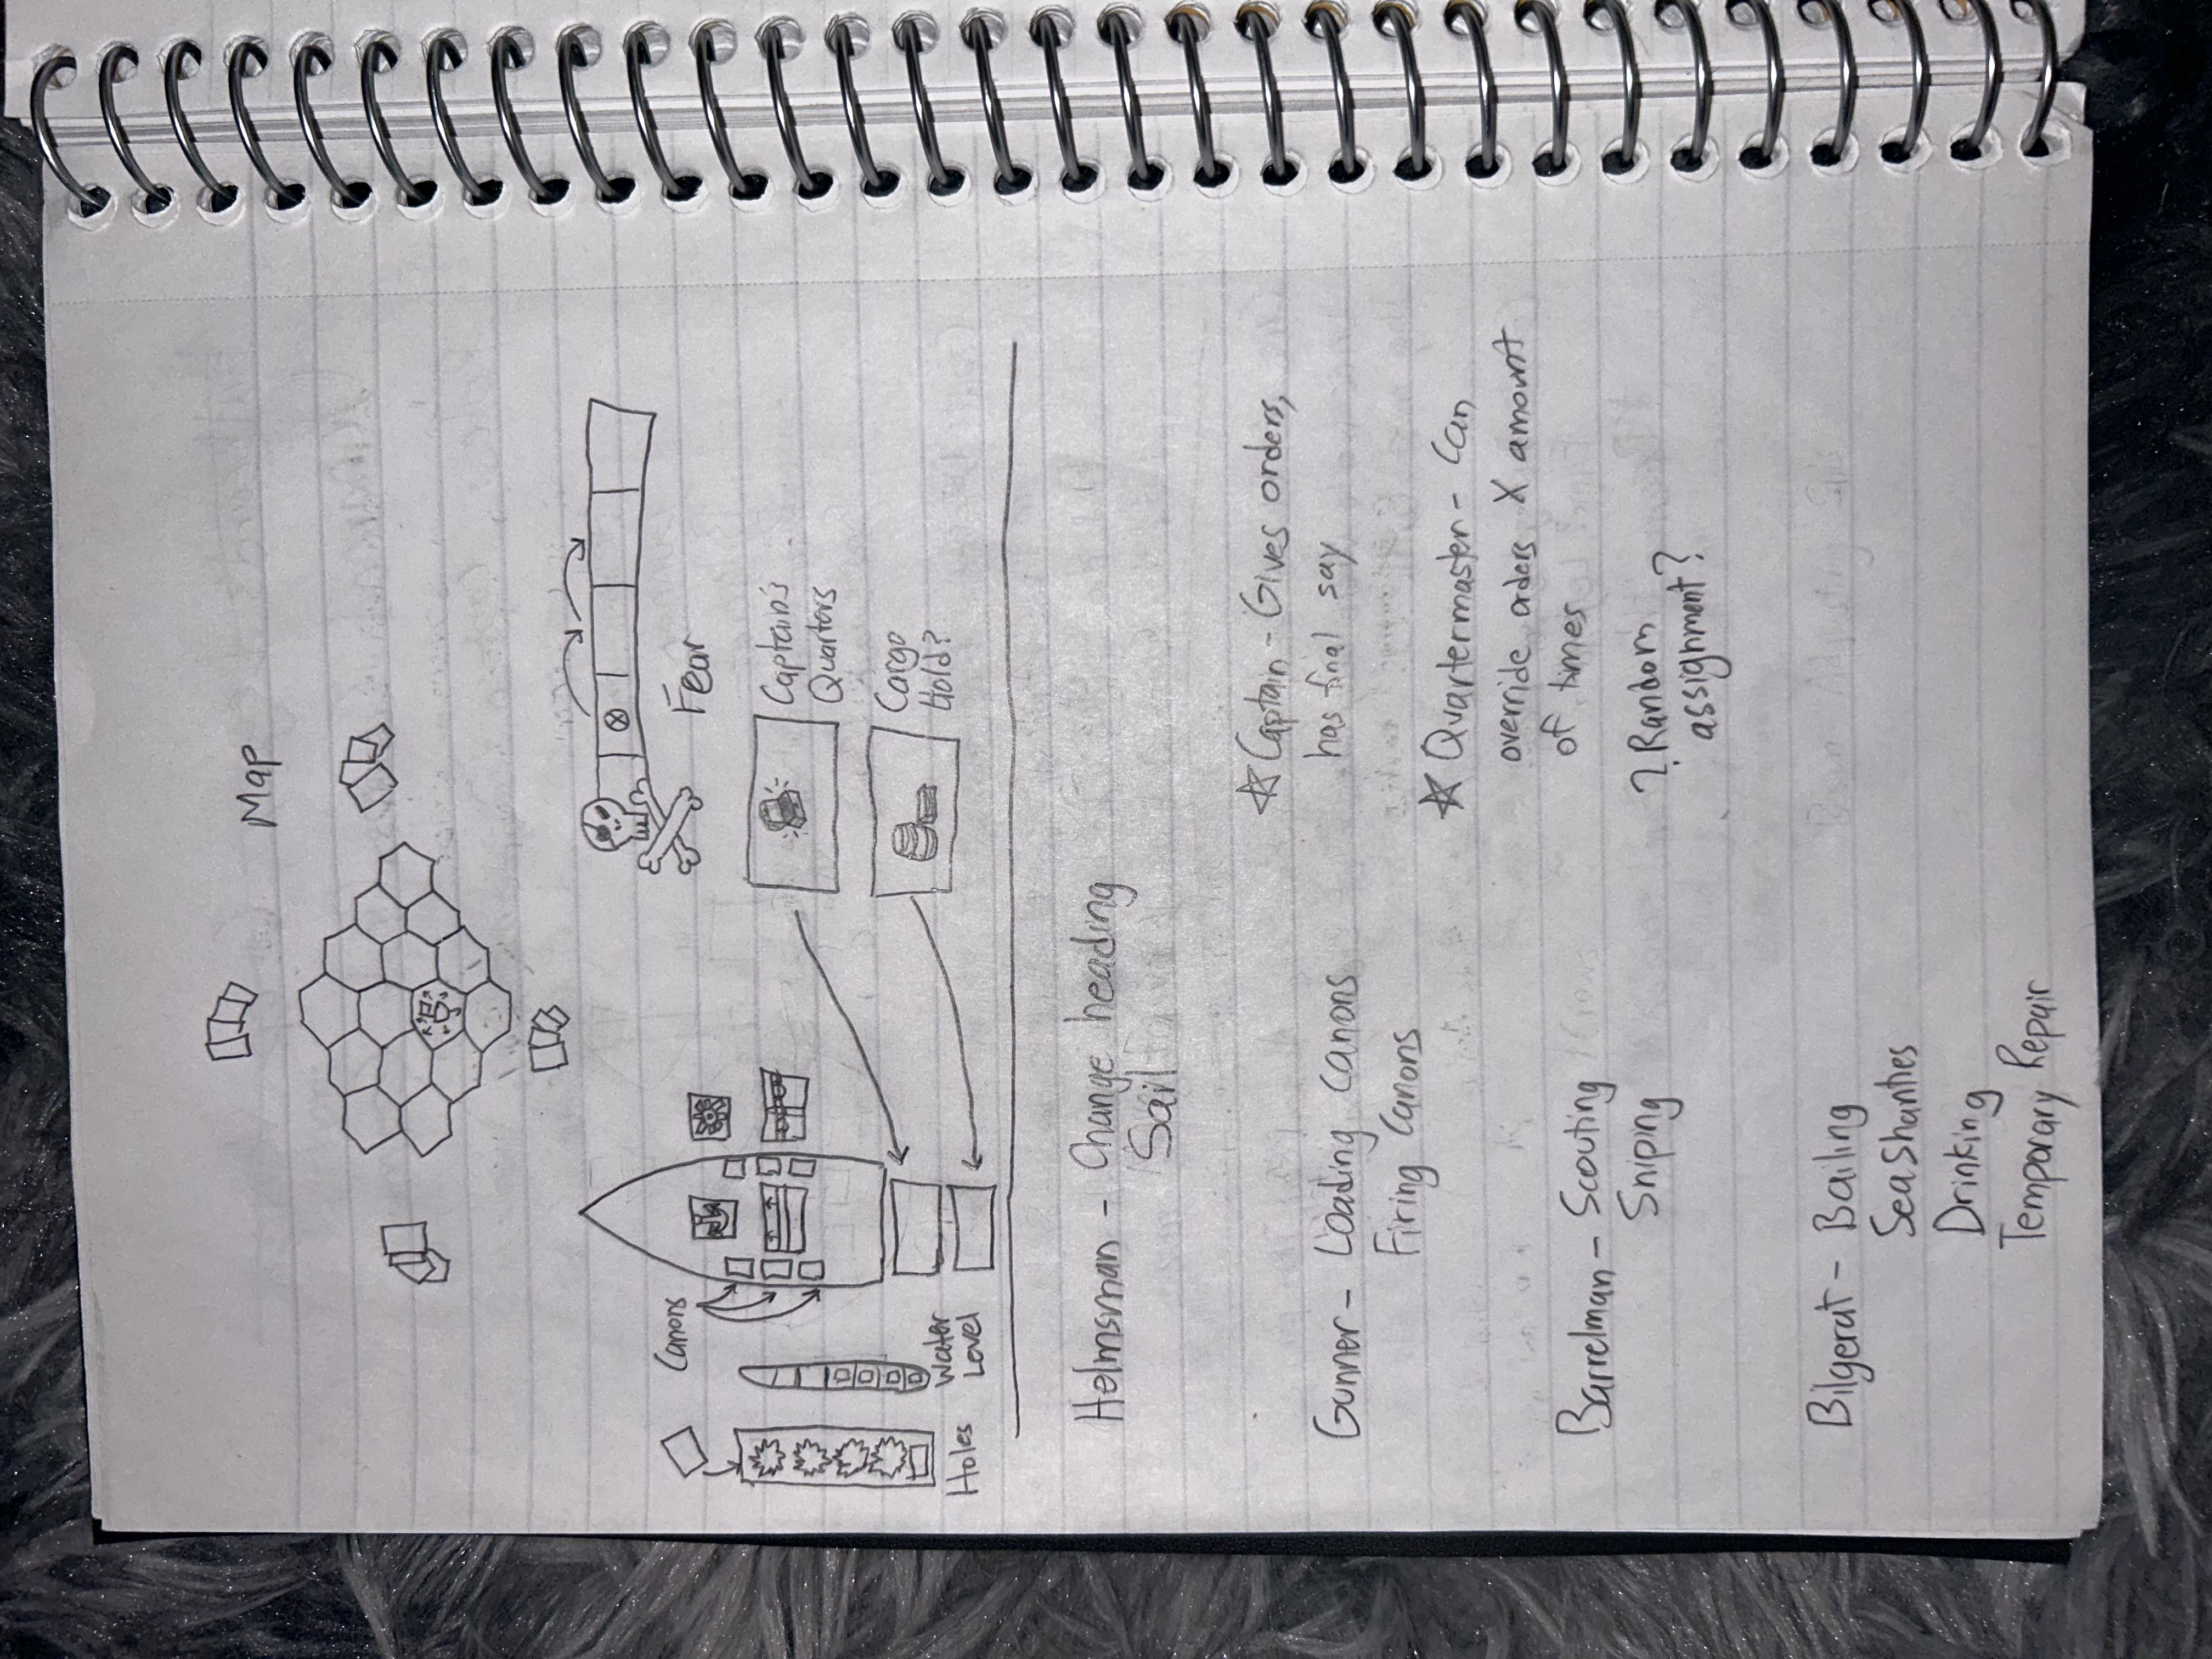 Map
Canons
Fear
Captain's
Quarters
Cargo
Hold?
Holes
Water
Level
Helmsman - Change heading
Sail
Gunner - Loading Canons
Firing Canons
Barrelman - Scouting
Sniping
Bilgerat - Bailing
Sea Shanties
Drinking
Temporary Repair
☆ Captain - Gives orders,
has final say
☆ Quartermaster - Can
override orders X amount
of times
? Random
assignment?